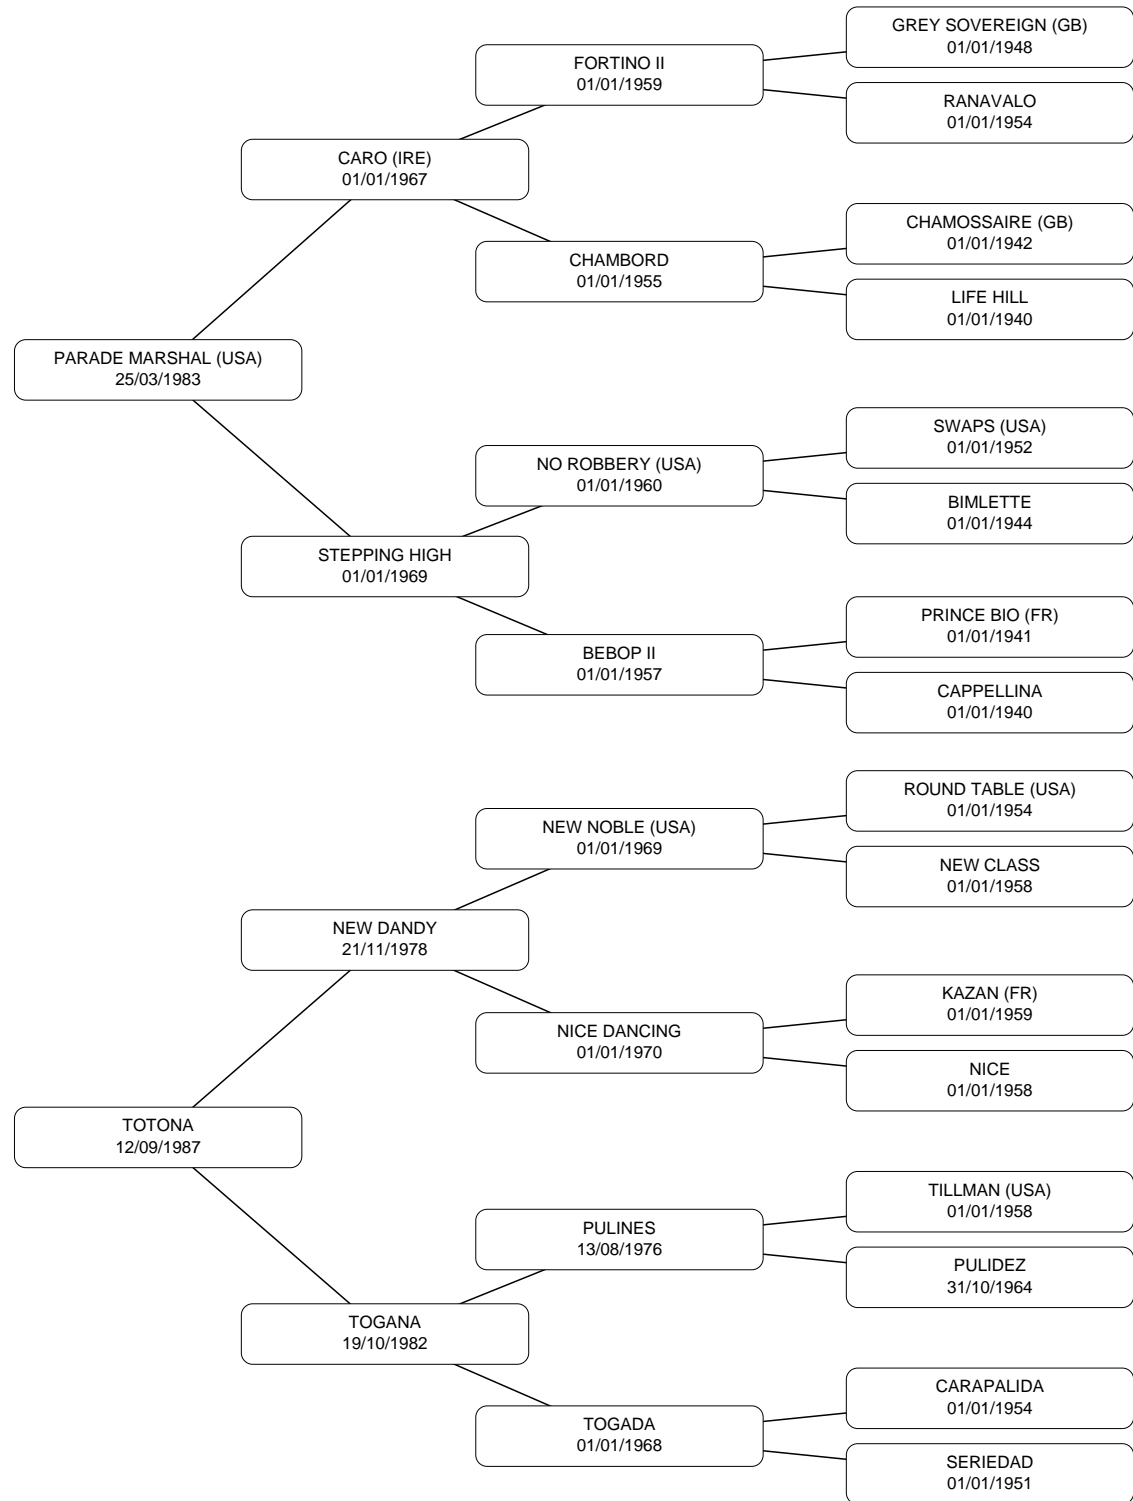 GREY SOVEREIGN (GB)
01/01/1948
FORTINO II
01/01/1959
RANAVALO
01/01/1954
CARO (IRE)
01/01/1967
CHAMOSSAIRE (GB)
01/01/1942
CHAMBORD
01/01/1955
LIFE HILL
01/01/1940
PARADE MARSHAL (USA)
25/03/1983
SWAPS (USA)
01/01/1952
NO ROBBERY (USA)
01/01/1960
BIMLETTE
01/01/1944
STEPPING HIGH
01/01/1969
PRINCE BIO (FR)
01/01/1941
BEBOP II
01/01/1957
CAPPELLINA
01/01/1940
ROUND TABLE (USA)
01/01/1954
NEW NOBLE (USA)
01/01/1969
NEW CLASS
01/01/1958
NEW DANDY
21/11/1978
KAZAN (FR)
01/01/1959
NICE DANCING
01/01/1970
NICE
01/01/1958
TOTONA
12/09/1987
TILLMAN (USA)
01/01/1958
PULINES
13/08/1976
PULIDEZ
31/10/1964
TOGANA
19/10/1982
CARAPALIDA
01/01/1954
TOGADA
01/01/1968
SERIEDAD
01/01/1951